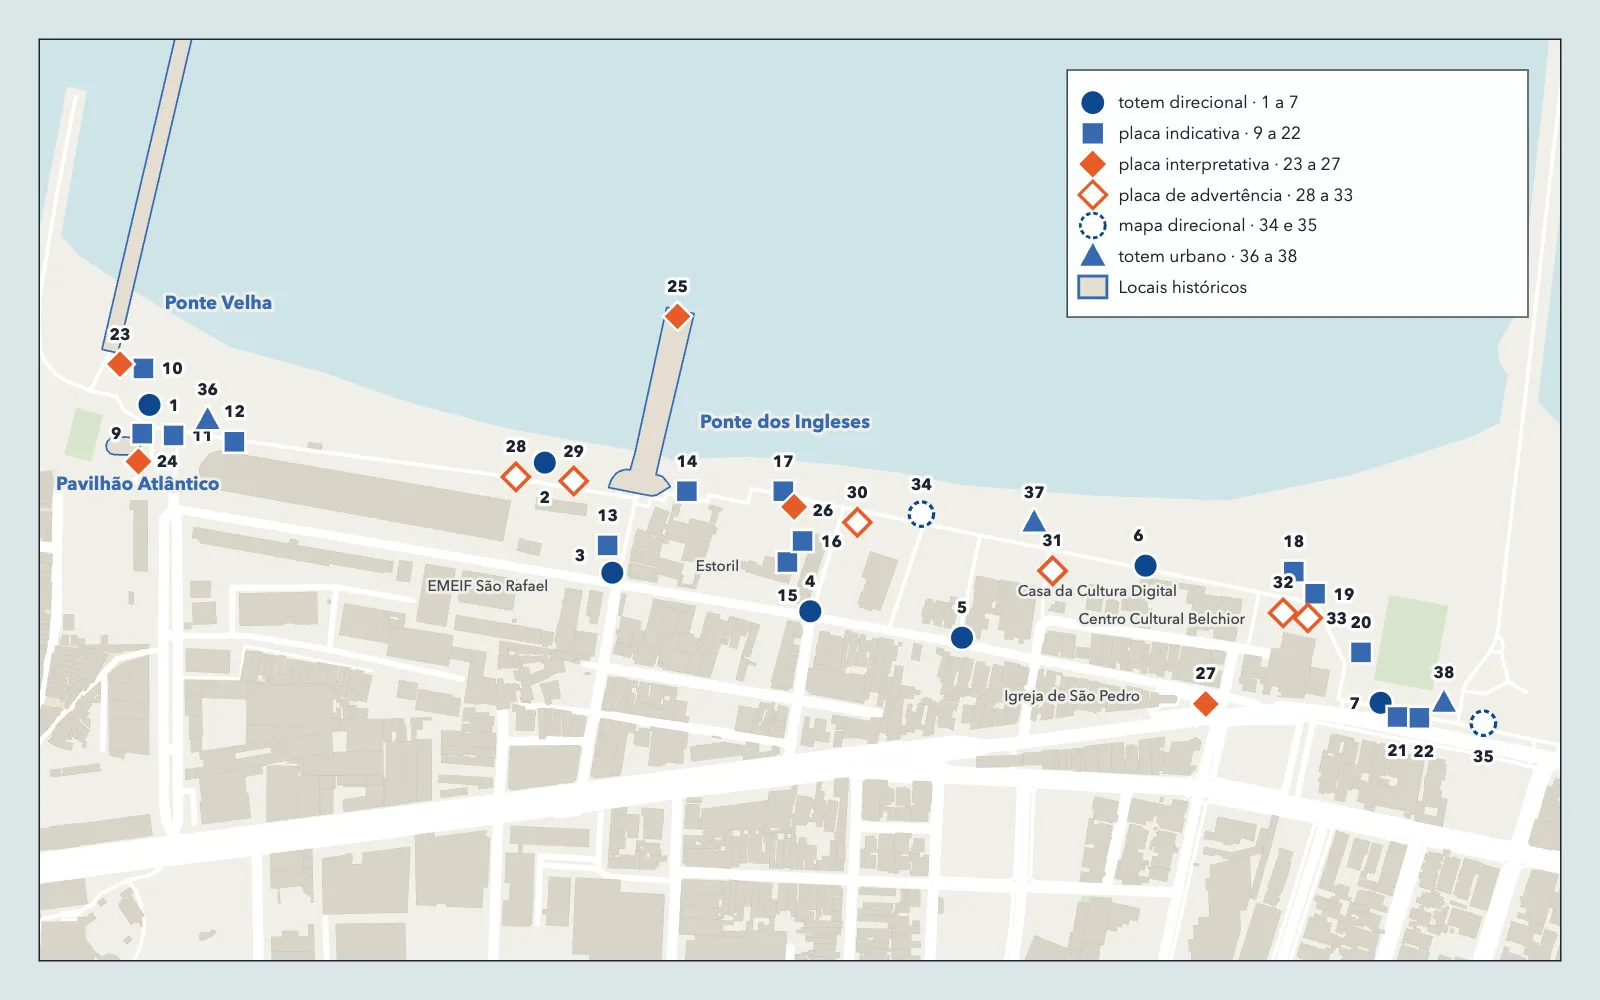 totem direcional · 1 a 7
placa indicativa · 9 a 22
placa interpretativa · 23 a 27
placa de advertência · 28 a 33
mapa direcional · 34 e 35
totem urbano · 36 a 38
Locais históricos
25
Ponte Velha
23
10
36
1
12
9
11
24
Pavilhão Atlântico
Ponte dos Ingleses
28
29
2
14
17
13
3
26
30
34
16
Estoril
EMEIF São Rafael
15
4
37
31
6
5
Casa da Cultura Digital
Centro Cultural Belchior
18
32
19
33
20
27
Igreja de São Pedro
7
38
21
22
35